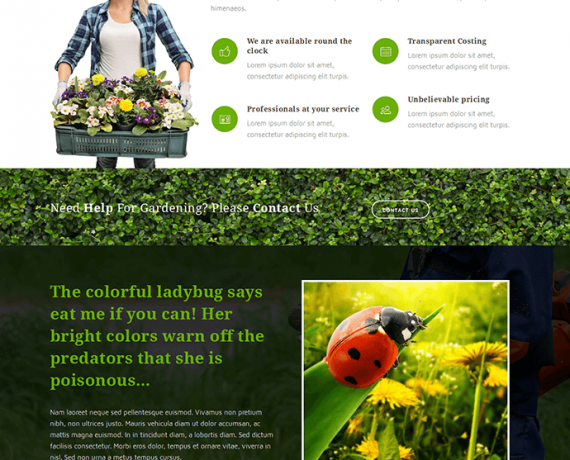 himenaeos.
We are available round the
clock
Lorem ipsum dolor sit amet,
consectetur adipiscing elit turpis.
Transparent Costing
Lorem ipsum dolor sit amet,
consectetur adipiscing elit turpis.
Professionals at your service
Lorem ipsum dolor sit amet,
consectetur adipiscing elit turpis.
Unbelievable pricing
Lorem ipsum dolor sit amet,
consectetur adipiscing elit turpis.
Need Help For Gardening? Please Contact Us
CONTACT US
The colorful ladybug says
eat me if you can! Her
bright colors warn off the
predators that she is
poisonous...
Nam laoreet neque sed pellentesque euismod. Vivamus non pretium
nibh, non ultrices justo. Mauris vehicula diam ut dolor accumsan, ac
mattis magna euismod. In in tincidunt diam, a lobortis diam. Sed dictum
facilisis consectetur. Morbi eros dolor, tempus et ornare vitae, viverra in
nisl. Sed non urna a metus tempus cursus.